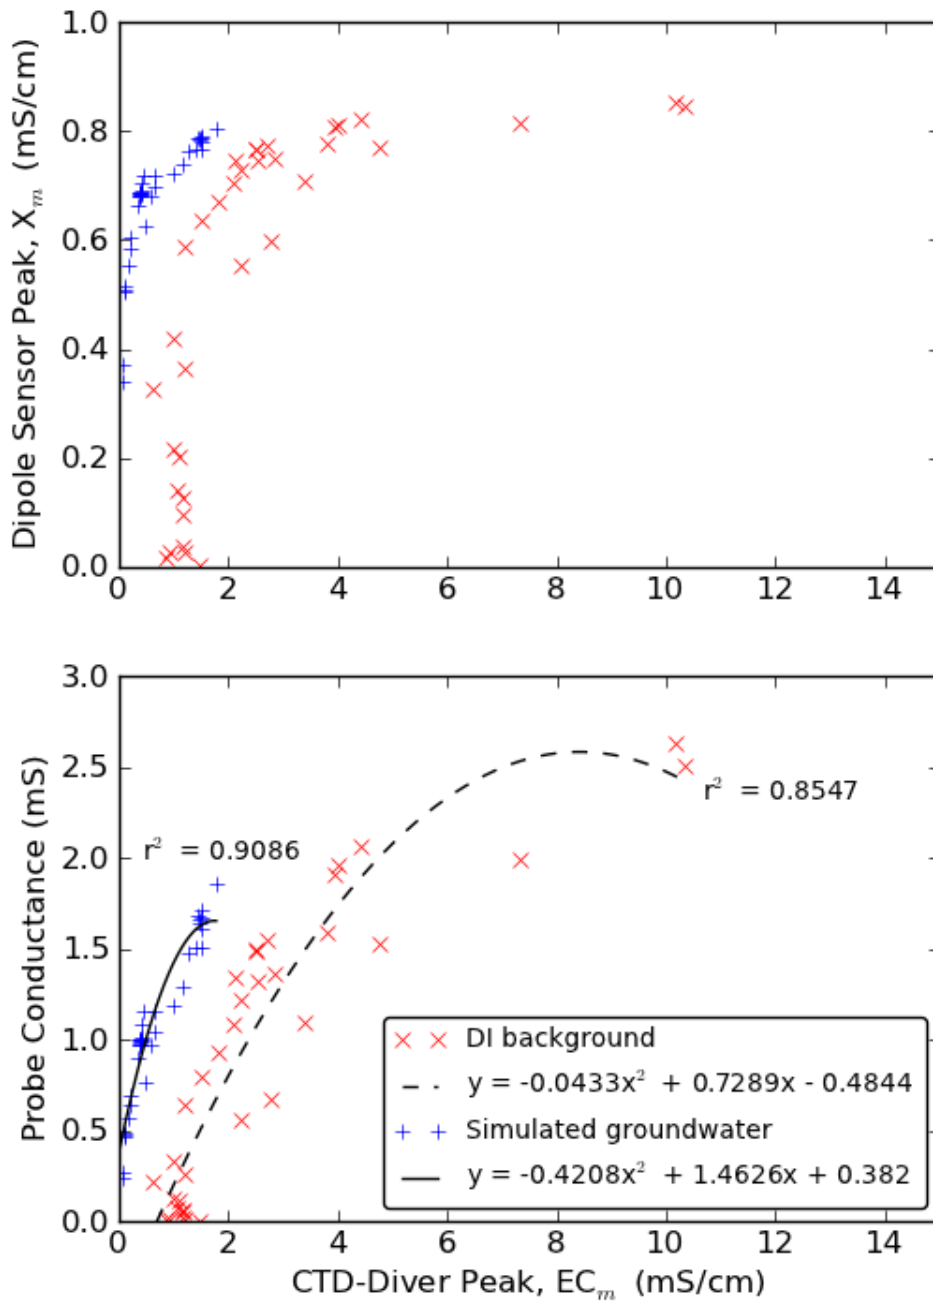 1.0
0.8
0.6
0.4
0.2
0.0
Dipole Sensor Peak, Xₘ (mS/cm)
0 2 4 6 8 10 12 14
3.0
2.5
2.0
1.5
1.0
0.5
0.0
Probe Conductance (mS)
r² = 0.9086
r² = 0.8547
DI background
y = -0.0433x² + 0.7289x - 0.4844
Simulated groundwater
y = -0.4208x² + 1.4626x + 0.382
0 2 4 6 8 10 12 14
CTD-Diver Peak, ECₘ (mS/cm)